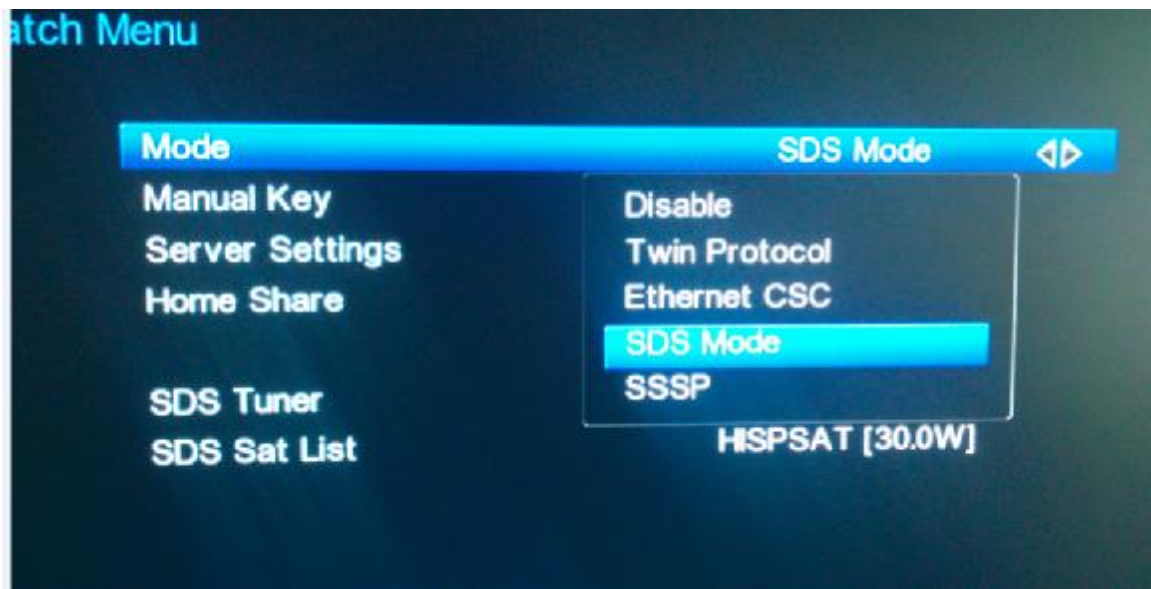 atch Menu
Mode SDS Mode
Manual Key
Disable
Server Settings
Twin Protocol
Home Share
Ethernet CSC
SDS Mode
SSSP
SDS Tuner
SDS Sat List HISPSAT [30.0W]